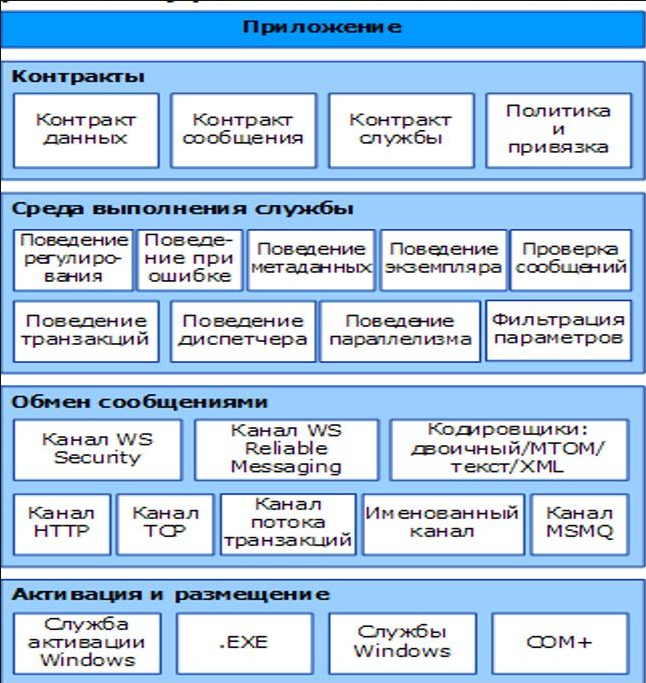 Приложение
Контракты
Контракт
данных
Контракт
сообщения
Контракт
службы
Политика
и
привязка
Среда выполнения службы
Поведение
регулиро-
вания
Поведе-
ние при
ошибке
Поведение
метаданных
Поведение
экземпляра
Проверка
сообщений
Поведение
транзакций
Поведение
диспетчера
Поведение
параллелизма
Фильтрация
параметров
Обмен сообщениями
Канал WS
Security
Канал WS
Reliable
Messaging
Кодировщики:
двоичный/MTOM/
текст/XML
Канал
HTTP
Канал
TCP
Канал
потока
транзакций
Именованный
канал
Канал
MSMQ
Активация и размещение
Служба
активации
Windows
.EXE
Службы
Windows
COM+